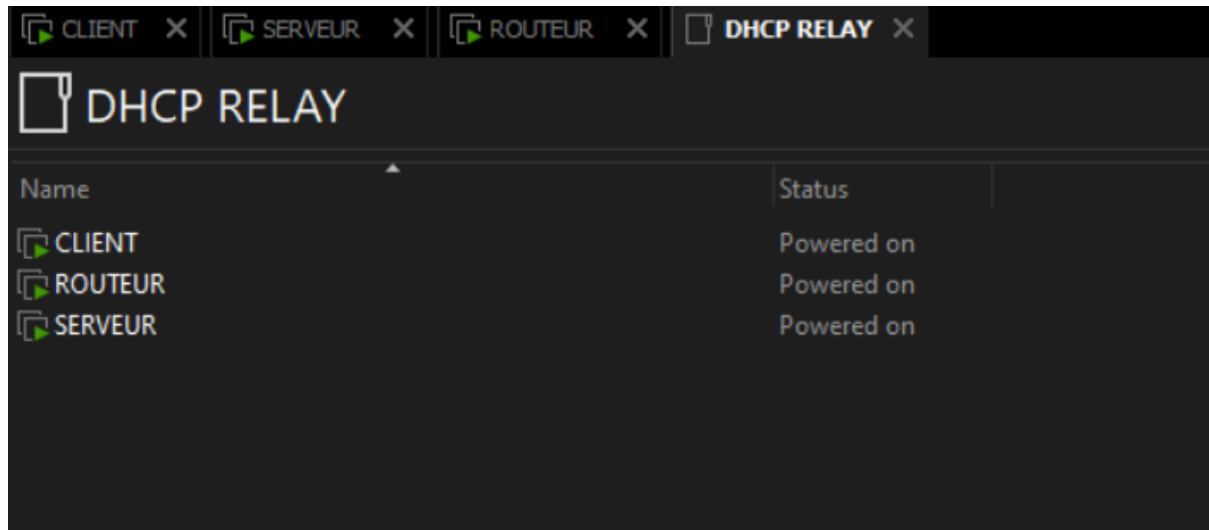 CLIENT SERVEUR ROUTEUR DHCP RELAY
DHCP RELAY
Name Status
CLIENT Powered on
ROUTEUR Powered on
SERVEUR Powered on